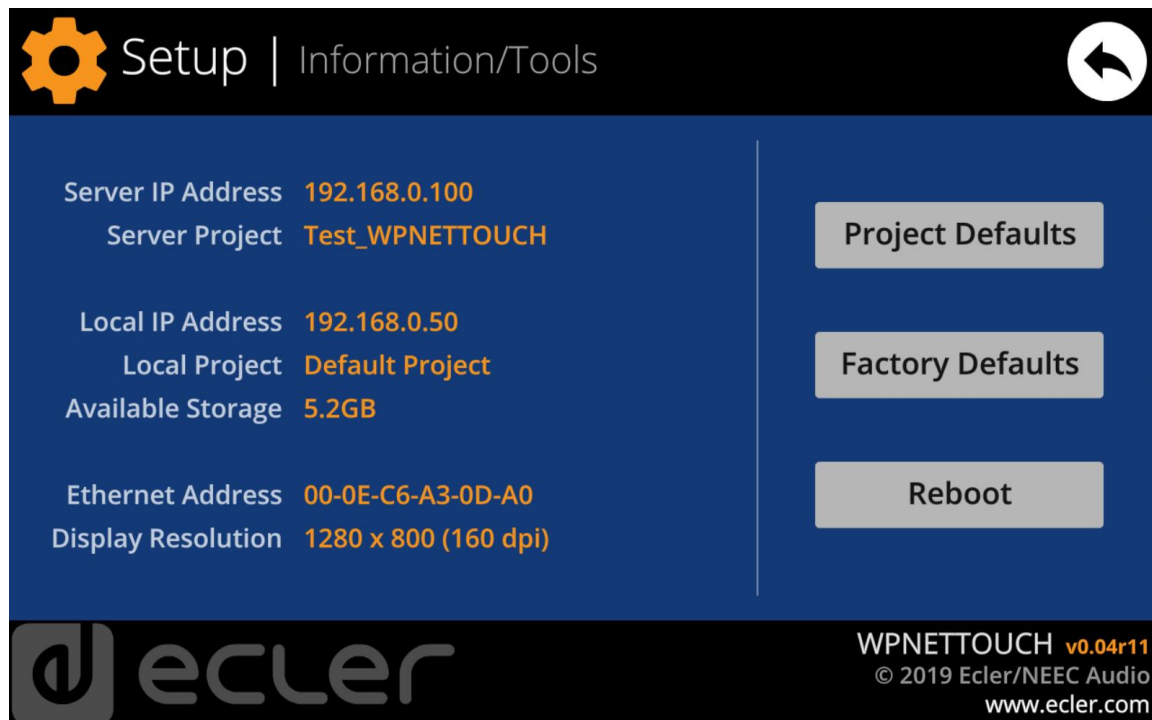 Setup | Information/Tools
Server IP Address 192.168.0.100
Server Project Test_WPNETTOUCH
Local IP Address 192.168.0.50
Local Project Default Project
Available Storage 5.2GB
Ethernet Address 00-0E-C6-A3-0D-A0
Display Resolution 1280 x 800 (160 dpi)
Project Defaults
Factory Defaults
Reboot
ecler
WPNETTOUCH v0.04r11
© 2019 Ecler/NEEC Audio
www.ecler.com